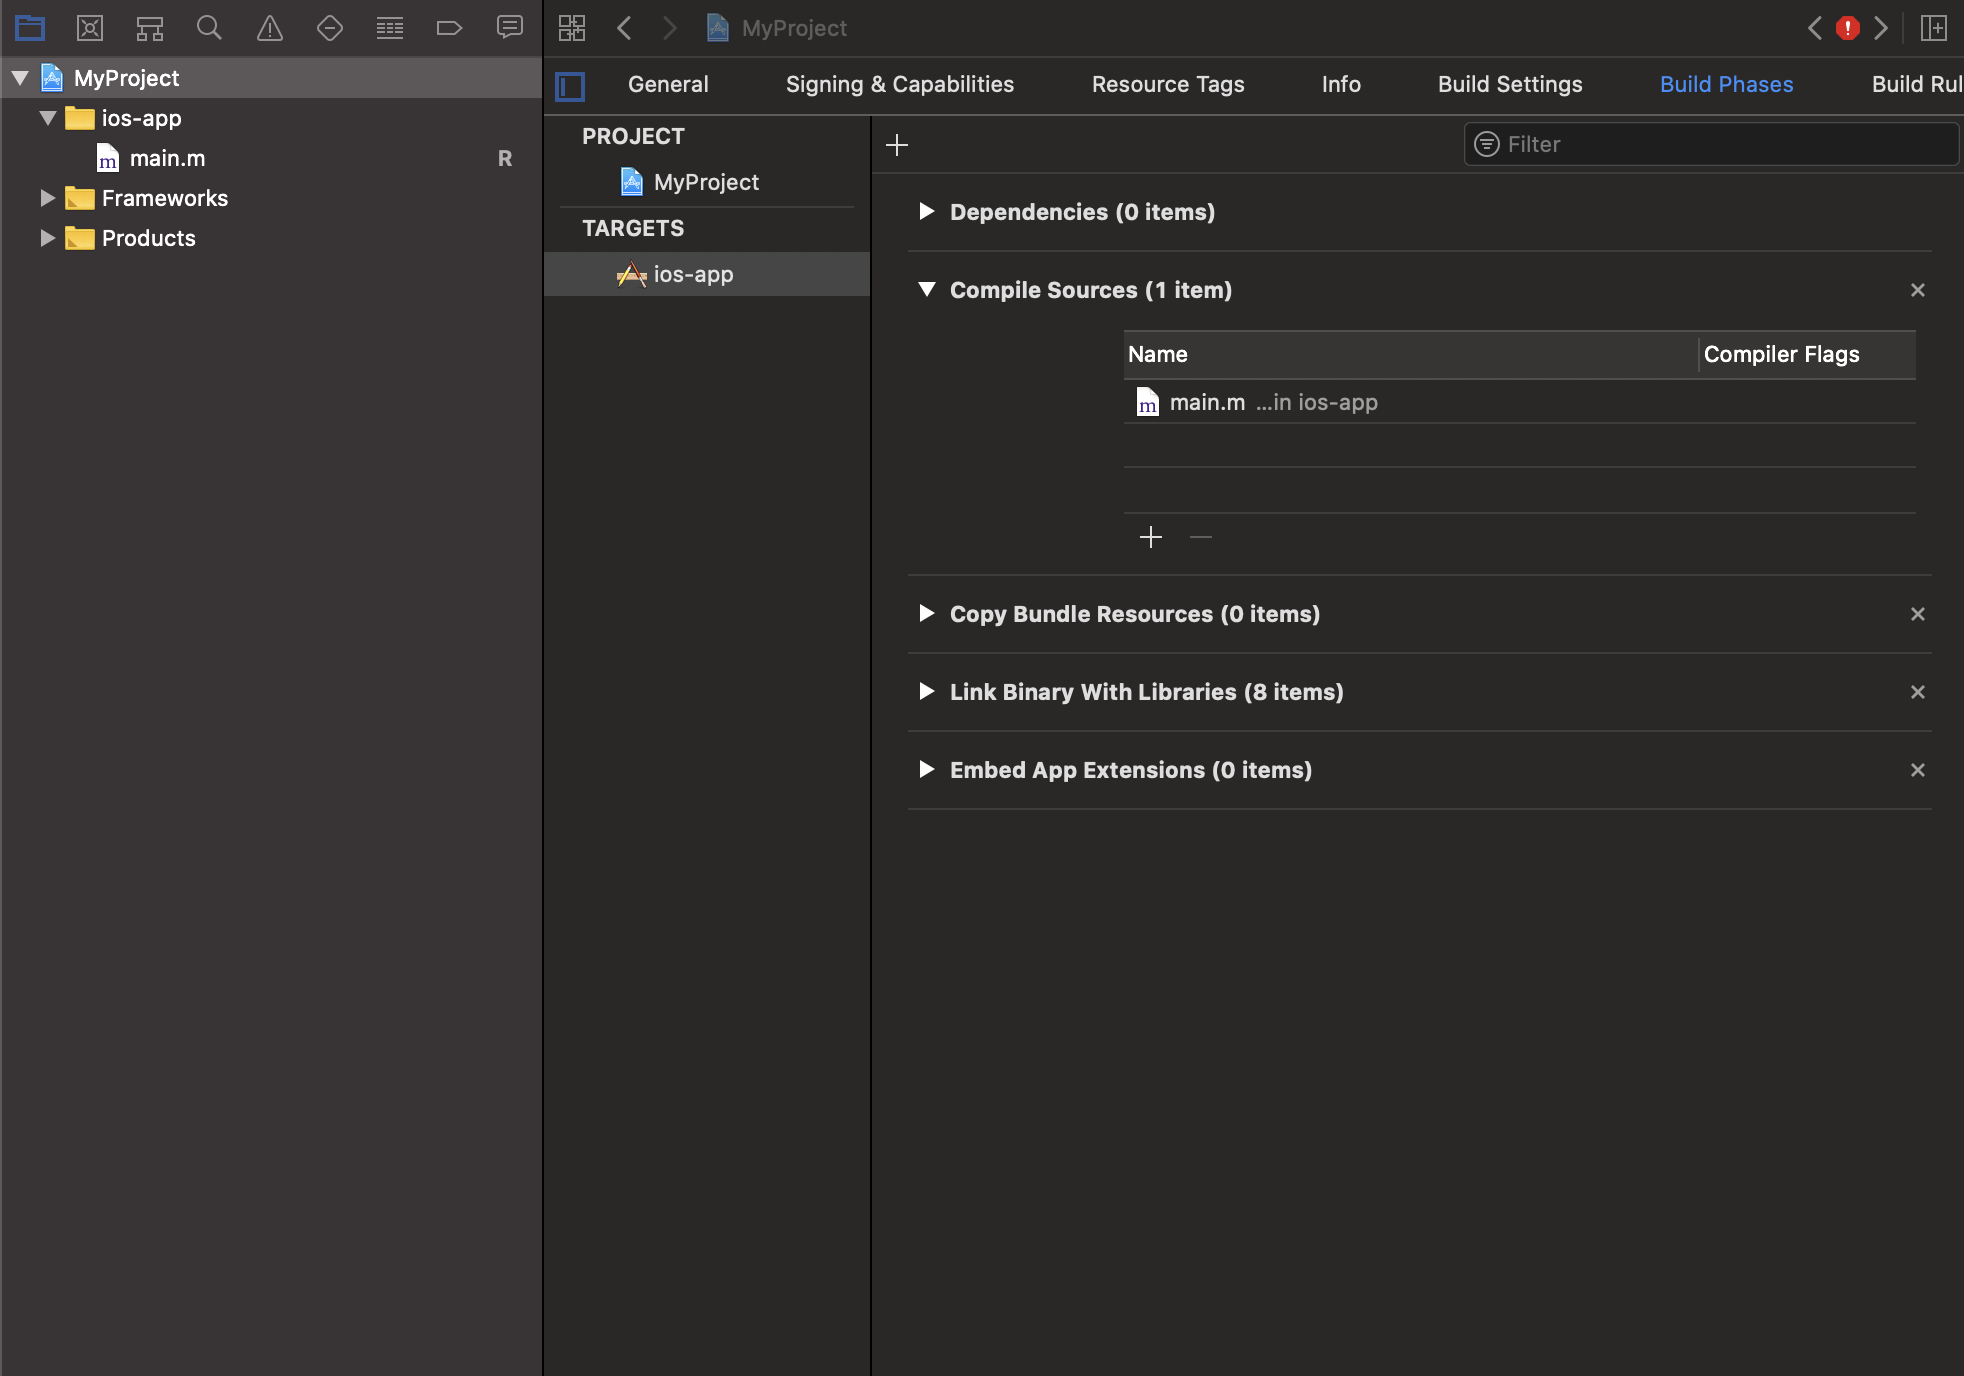 MyProject
General
Signing & Capabilities
Resource Tags
Info
Build Settings
Build Phases
Build Rul
MyProject
ios-app
main.m
R
Frameworks
Products
PROJECT
MyProject
TARGETS
ios-app
Filter
Dependencies (0 items)
Compile Sources (1 item)
Name
Compiler Flags
m
main.m ...in ios-app
Copy Bundle Resources (0 items)
Link Binary With Libraries (8 items)
Embed App Extensions (0 items)